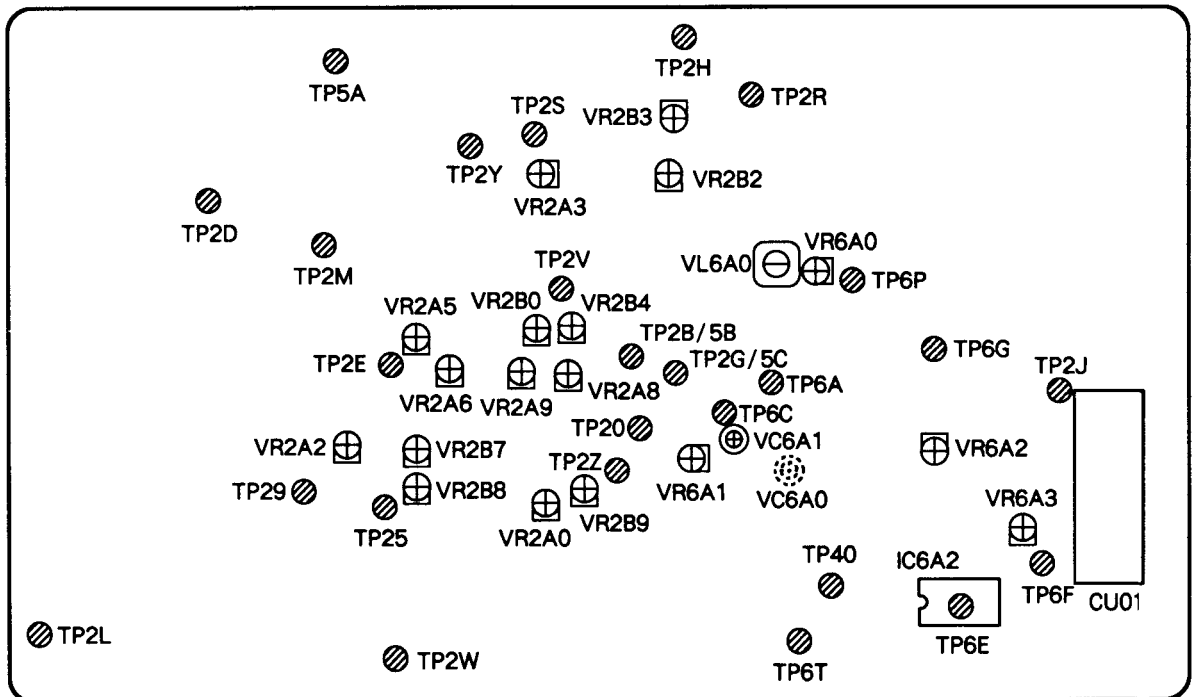 TP2H
TP5A
TP2R
TP2S
VR2B3
TP2Y
VR2B2
VR2A3
TP2D
TP2M
TP2V
VL6A0
VR6A0
TP6P
VR2A5
VR2B0
VR2B4
TP2B/5B
TP6G
TP2E
TP2G/5C
TP2J
TP6A
VR2A6
VR2A9
VR2A8
TP6C
TP20
VC6A1
VR2A2
VR2B7
VR6A2
TP2Z
VR6A1
VC6A0
TP29
VR2B8
VR6A3
VR2B9
TP25
VR2A0
TP40
IC6A2
TP6F
CU01
TP2L
TP6E
TP2W
TP6T